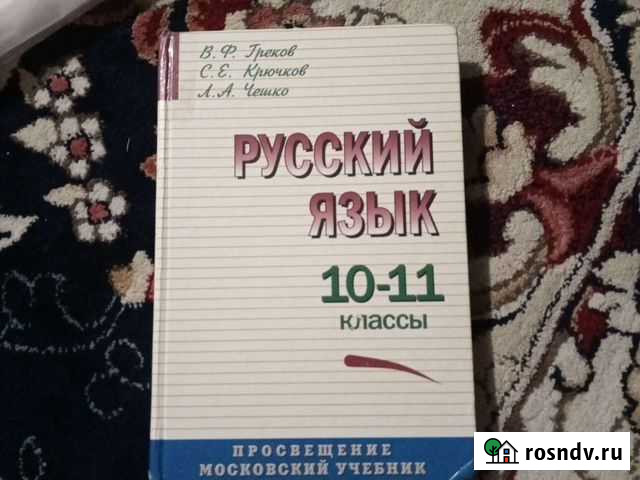 В. Ф. Греков
С. Е. Крючков
Л. А. Чешко
РУССКИЙ
ЯЗЫК
10-11
классы
ПРОСВЕЩЕНИЕ
МОСКОВСКИЙ УЧЕБНИК
rosndv.ru